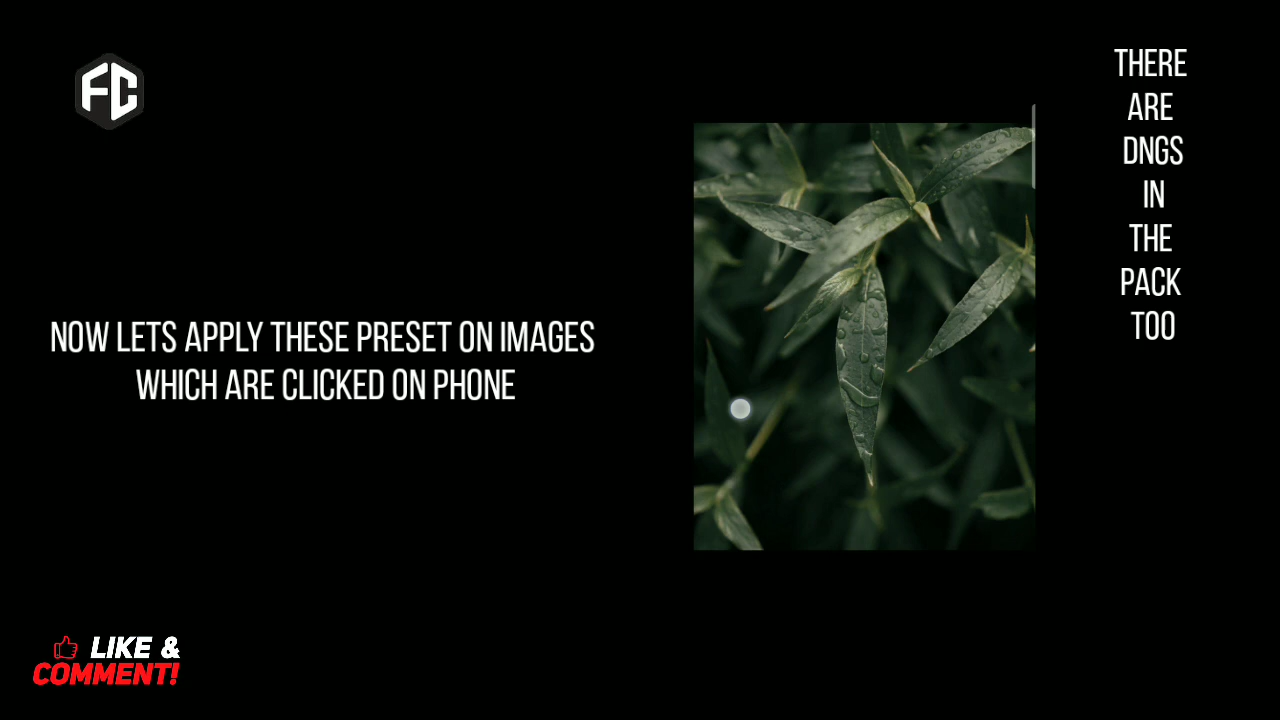 FC
NOW LETS APPLY THESE PRESET ON IMAGES
WHICH ARE CLICKED ON PHONE
THERE
ARE
DNGS
IN
THE
PACK
TOO
LIKE &
COMMENT!